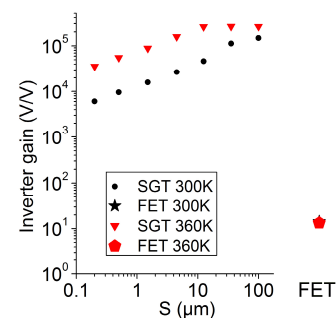 10^5
10^4
10^3
10^2
10^1
10^0
Inverter gain (V/V)
SGT 300K
FET 300K
SGT 360K
FET 360K
0.1 1 10 100
S (μm)
FET